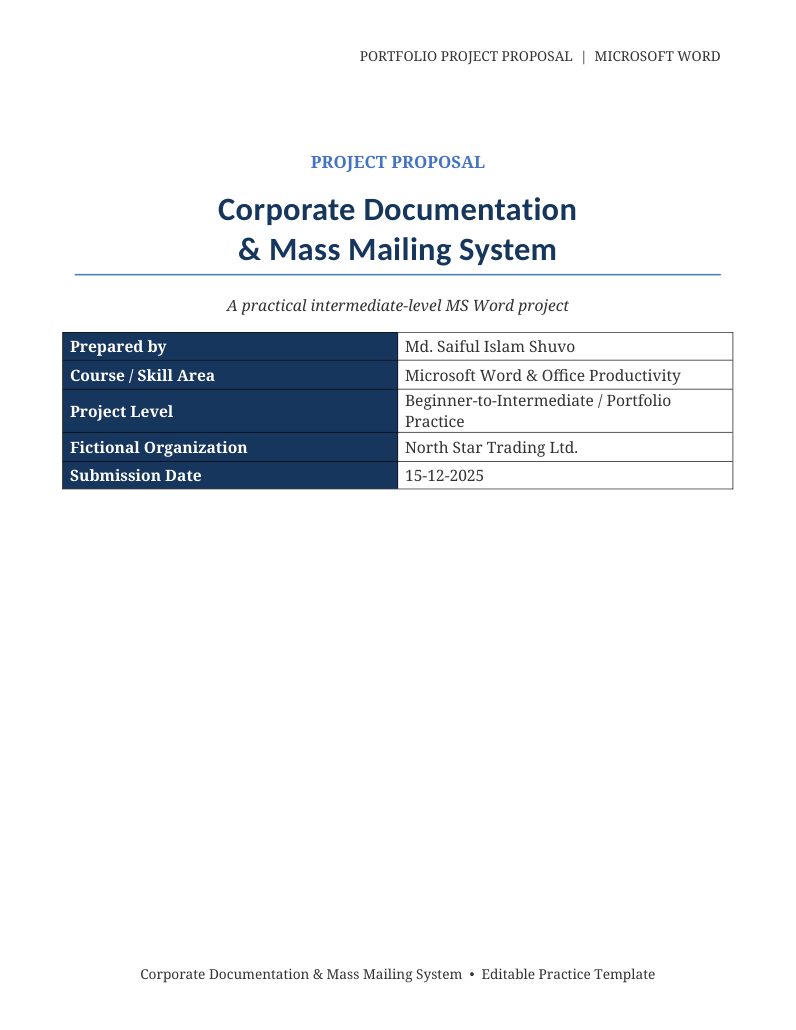 PORTFOLIO PROJECT PROPOSAL | MICROSOFT WORD
PROJECT PROPOSAL
Corporate Documentation
& Mass Mailing System
A practical intermediate-level MS Word project
Prepared by Md. Saiful Islam Shuvo
Course / Skill Area Microsoft Word & Office Productivity
Project Level Beginner-to-Intermediate / Portfolio
Practice
Fictional Organization North Star Trading Ltd.
Submission Date 15-12-2025
Corporate Documentation & Mass Mailing System • Editable Practice Template